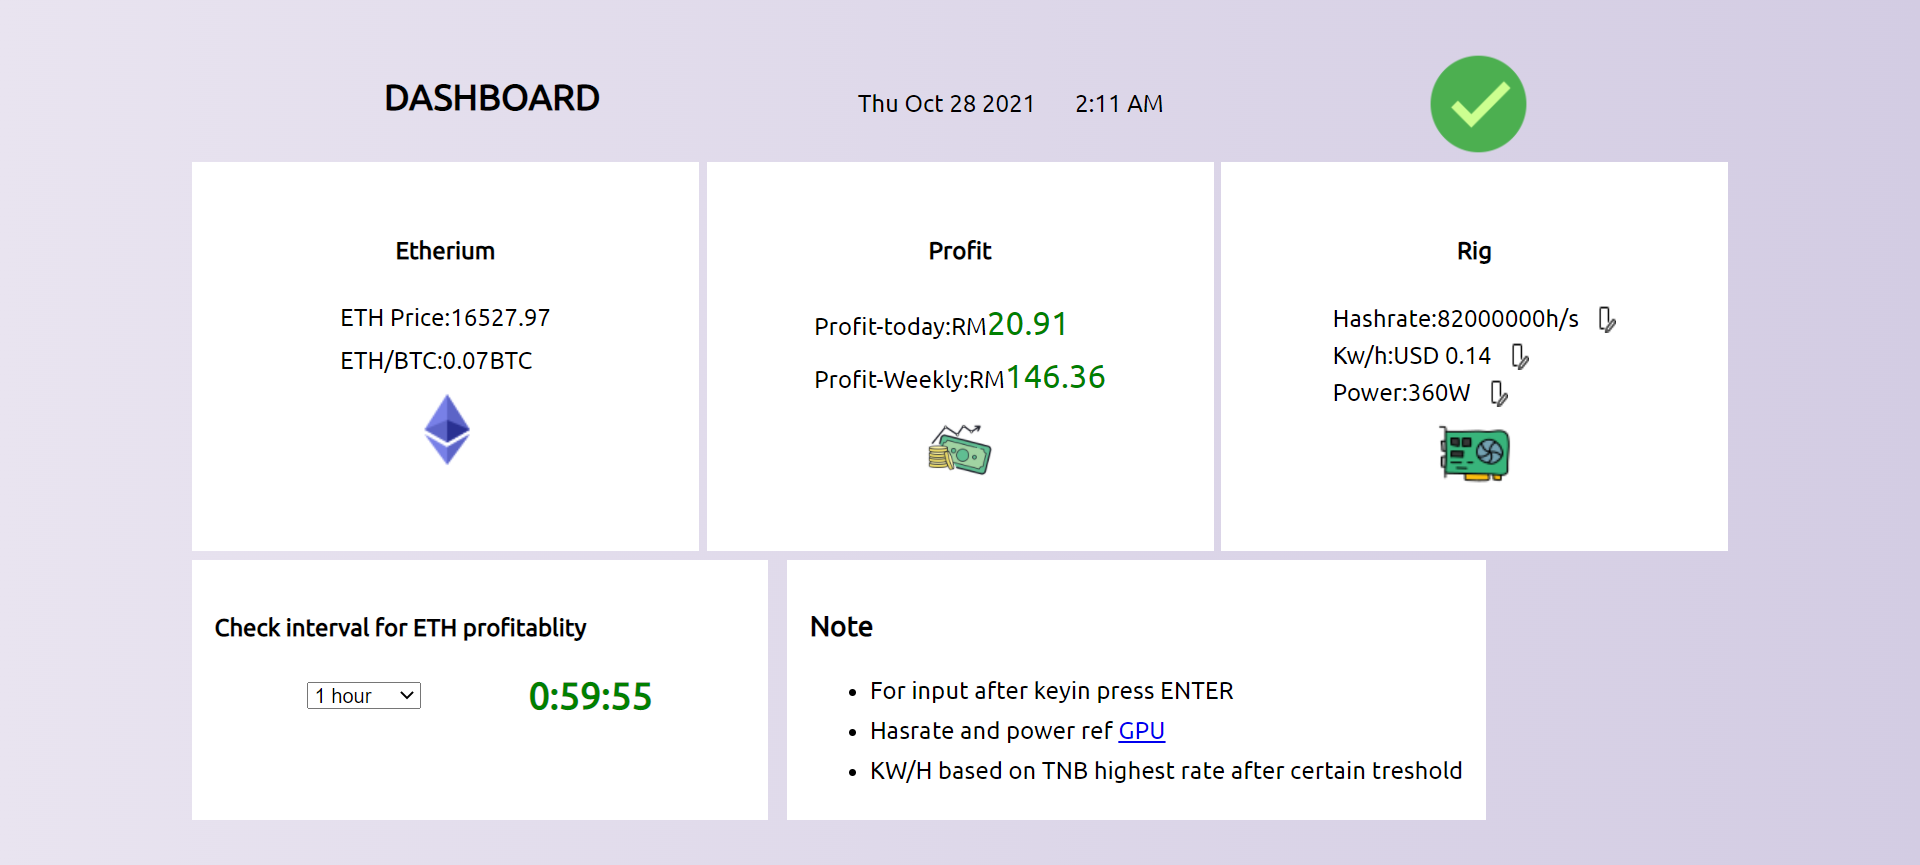 DASHBOARD
Thu Oct 28 2021 2:11 AM
Etherium
ETH Price:16527.97
ETH/BTC:0.07BTC
Profit
Profit-today:RM20.91
Profit-Weekly:RM146.36
Rig
Hashrate:82000000h/s
Kw/h:USD 0.14
Power:360W
Check interval for ETH profitablity
1 hour
0:59:55
Note
For input after keyin press ENTER
Hasrate and power ref GPU
KW/H based on TNB highest rate after certain treshold